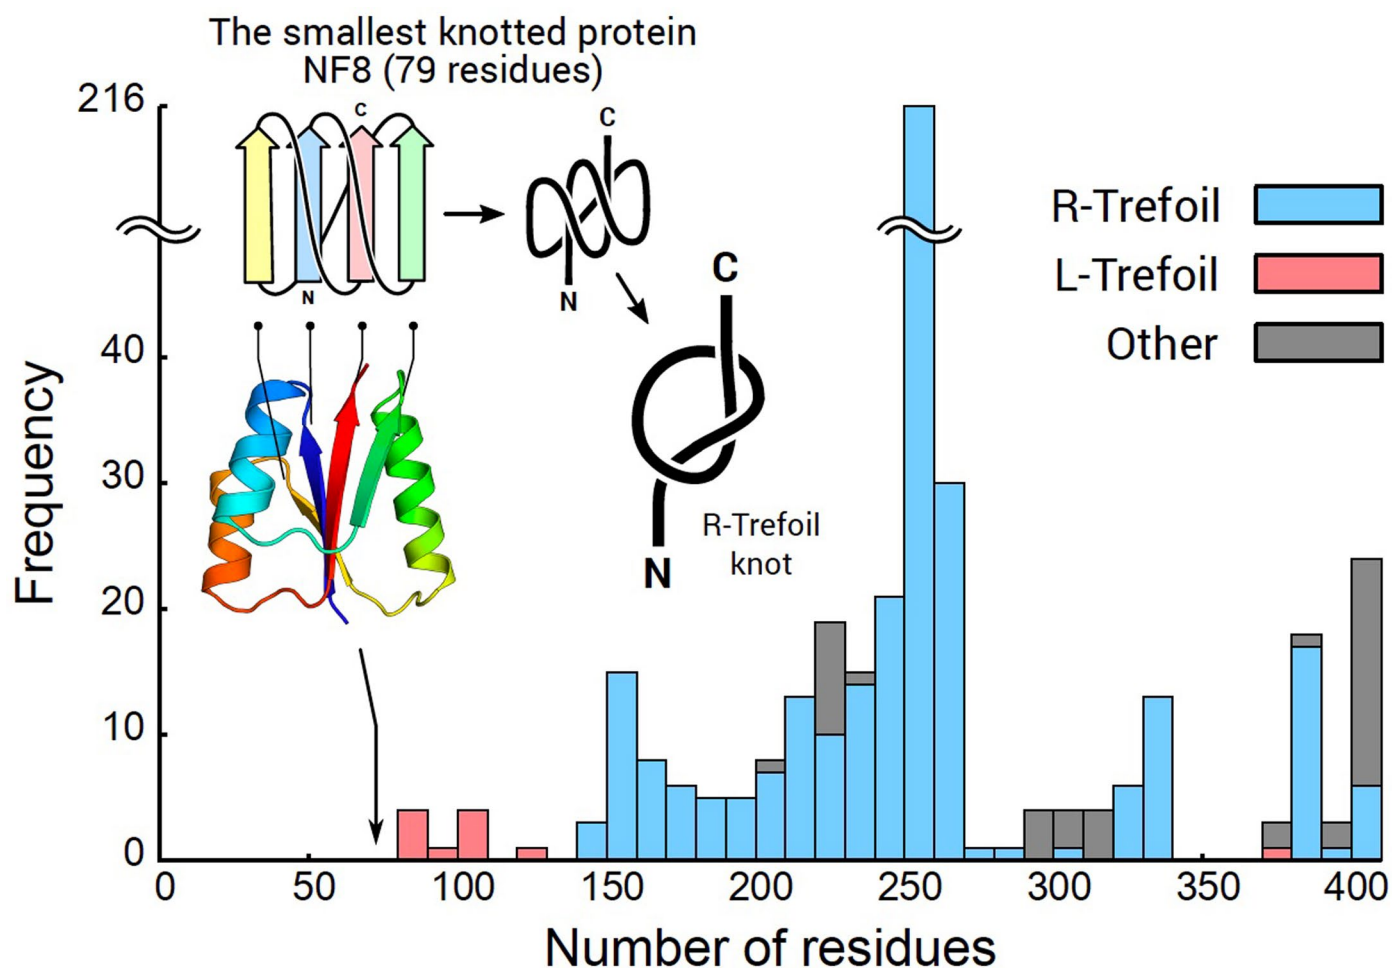 The smallest knotted protein
NF8 (79 residues)
216
C
N
C
N
C
N
R-Trefoil
knot
R-Trefoil
L-Trefoil
Other
Frequency
40
30
20
10
0
0 50 100 150 200 250 300 350 400
Number of residues